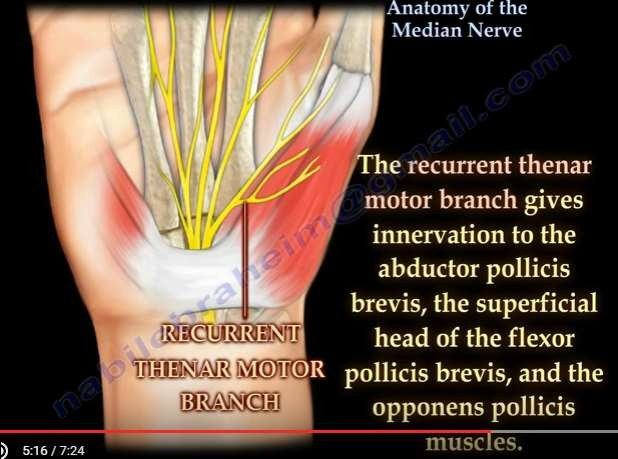 Anatomy of the
Median Nerve
The recurrent thenar
motor branch gives
innervation to the
abductor pollicis
brevis, the superficial
head of the flexor
pollicis brevis, and the
opponens pollicis
muscles.
RECURRENT
THENAR MOTOR
BRANCH
nabilebraheim@gmail.com
5:16 / 7:24